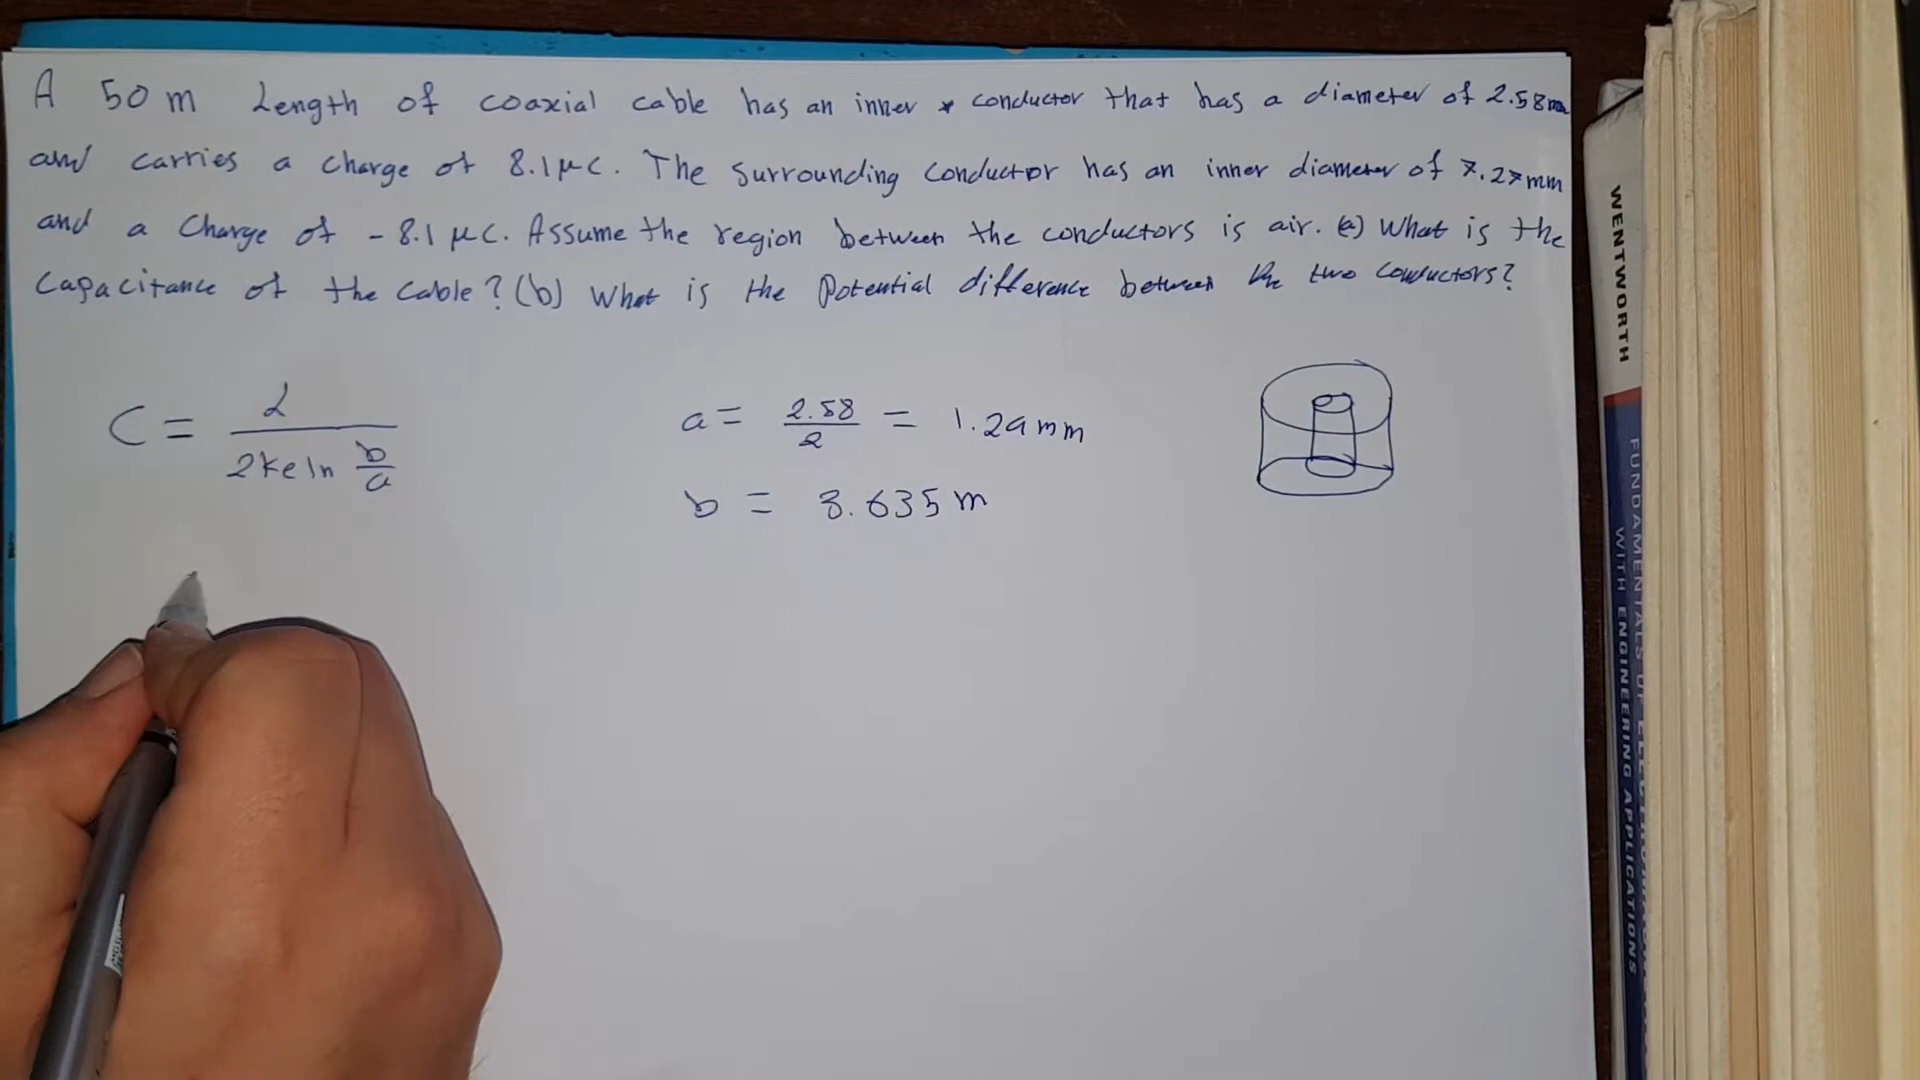 A 50 m Length of coaxial cable has an inner conductor that has a diameter of 2.58mm
and carries a charge of 8.1μC. The surrounding conductor has an inner diameter of 7.27mm
and a charge of -8.1 μC. Assume the region between the conductors is air. (a) What is the
capacitance of the cable? (b) What is the potential difference between the two conductors?
C = L / (2ke ln b/a)
a = 2.58/2 = 1.29mm
b = 3.635m
WENTWORTH
FUNDAMENTALS OF
WITH ENGINEERING APPLICATIONS